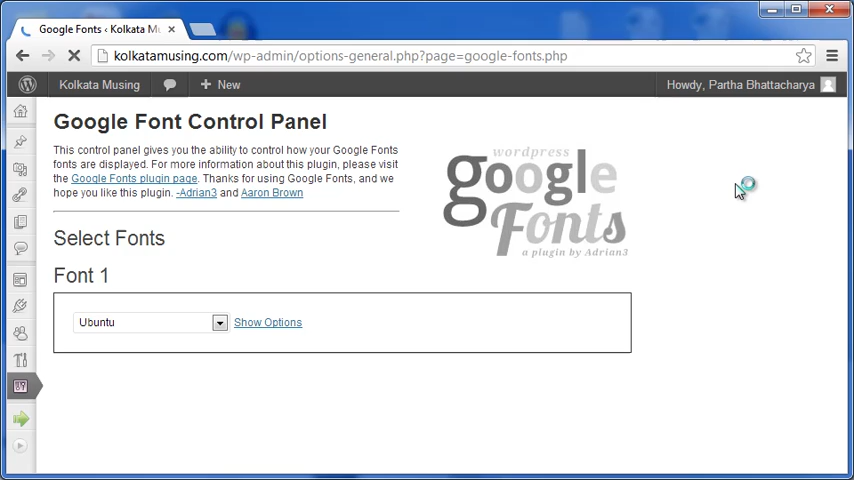 Google Fonts ‹ Kolkata Mu
kolkatamusing.com/wp-admin/options-general.php?page=google-fonts.php
Kolkata Musing
New
Howdy, Partha Bhattacharya
Google Font Control Panel
This control panel gives you the ability to control how your Google Fonts
fonts are displayed. For more information about this plugin, please visit
the Google Fonts plugin page. Thanks for using Google Fonts, and we
hope you like this plugin. -Adrian3 and Aaron Brown
wordpress
google
Fonts
a plugin by Adrian3
Select Fonts
Font 1
Ubuntu
Show Options